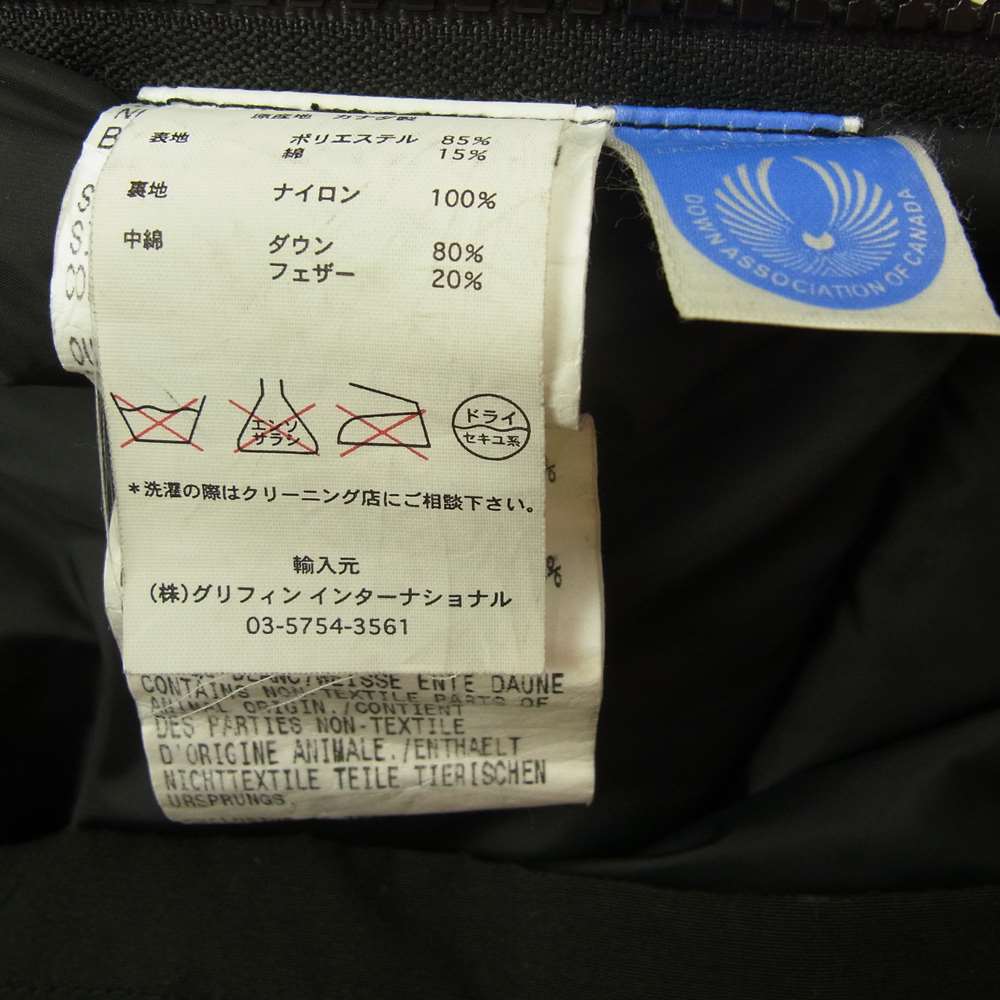 原産地 カナダ製
表地 ポリエステル 85%
綿 15%
裏地 ナイロン 100%
中綿 ダウン 80%
フェザー 20%
エンソ
サラシ
ドライ
セキユ系
*洗濯の際はクリーニング店にご相談下さい。
輸入元
(株)グリフィン インターナショナル
03-5754-3561
BLANC/WEISSE ENTE DAUNE
CONTAINS NON-TEXTILE PARTS OF
ANIMAL ORIGIN./CONTIENT
DES PARTIES NON-TEXTILE
D'ORIGINE ANIMALE./ENTHAELT
NICHTTEXTILE TEILE TIERISCHEN
URSPRUNGS.
DOWN ASSOCIATION OF CANADA